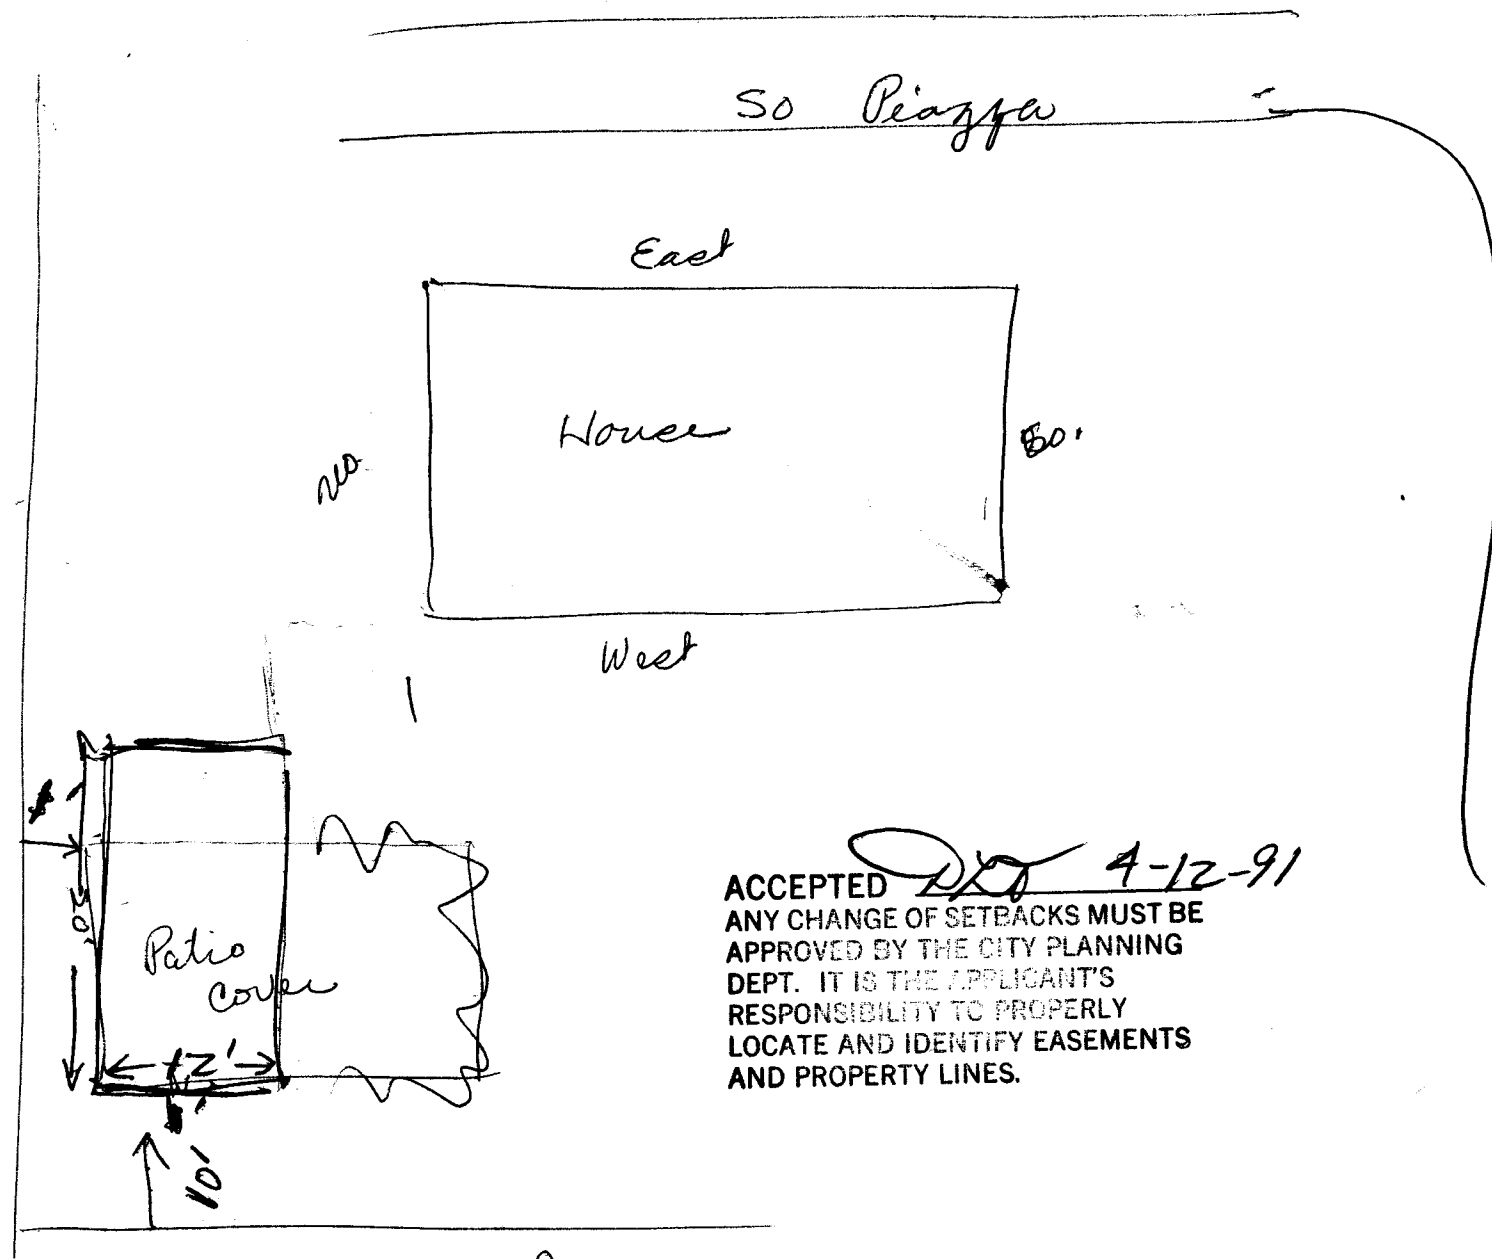 So Piazza
East
House
No.
So.
West
20'
Patio
Cover
12'
10'
ACCEPTED 4-12-91
ANY CHANGE OF SETBACKS MUST BE
APPROVED BY THE CITY PLANNING
DEPT. IT IS THE APPLICANT'S
RESPONSIBILITY TO PROPERLY
LOCATE AND IDENTIFY EASEMENTS
AND PROPERTY LINES.